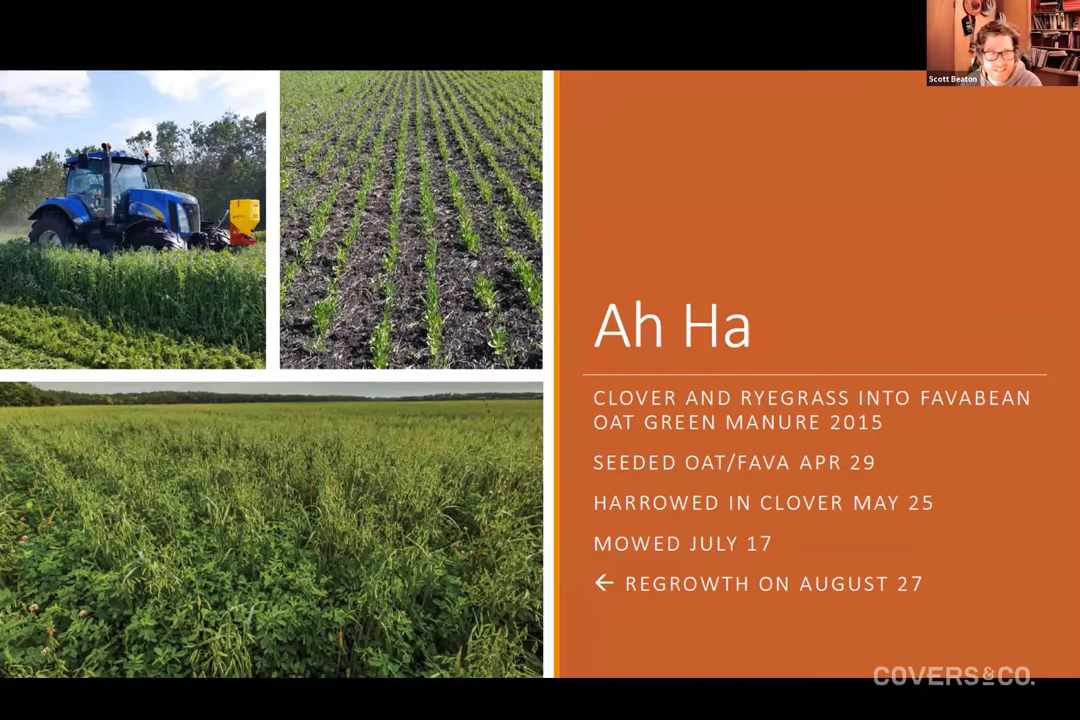 Scott Beaton
Ah Ha
CLOVER AND RYEGRASS INTO FAVABEAN
OAT GREEN MANURE 2015
SEEDED OAT/FAVA APR 29
HARROWED IN CLOVER MAY 25
MOWED JULY 17
← REGROWTH ON AUGUST 27
COVERS&CO.